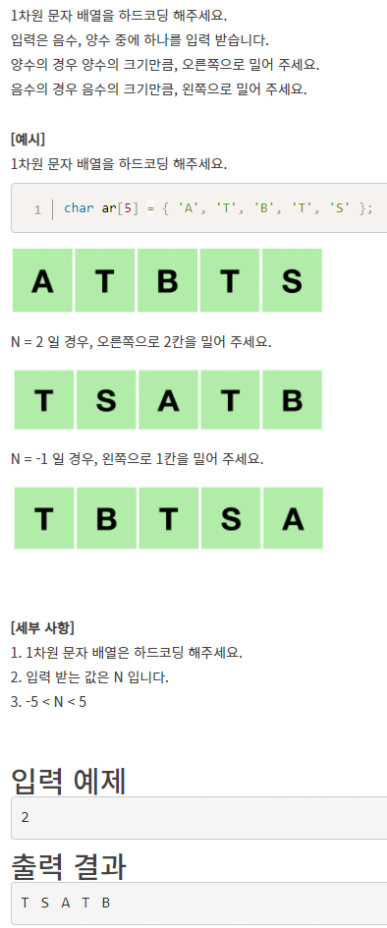 1차원 문자 배열을 하드코딩 해주세요.
입력은 음수, 양수 중에 하나를 입력 받습니다.
양수의 경우 양수의 크기만큼, 오른쪽으로 밀어 주세요.
음수의 경우 음수의 크기만큼, 왼쪽으로 밀어 주세요.
[예시]
1차원 문자 배열을 하드코딩 해주세요.
1 char ar[5] = { 'A', 'T', 'B', 'T', 'S' };
A T B T S
N = 2 일 경우, 오른쪽으로 2칸을 밀어 주세요.
T S A T B
N = -1 일 경우, 왼쪽으로 1칸을 밀어 주세요.
T B T S A
[세부 사항]
1. 1차원 문자 배열은 하드코딩 해주세요.
2. 입력 받는 값은 N 입니다.
3. -5 < N < 5
입력 예제
2
출력 결과
T S A T B